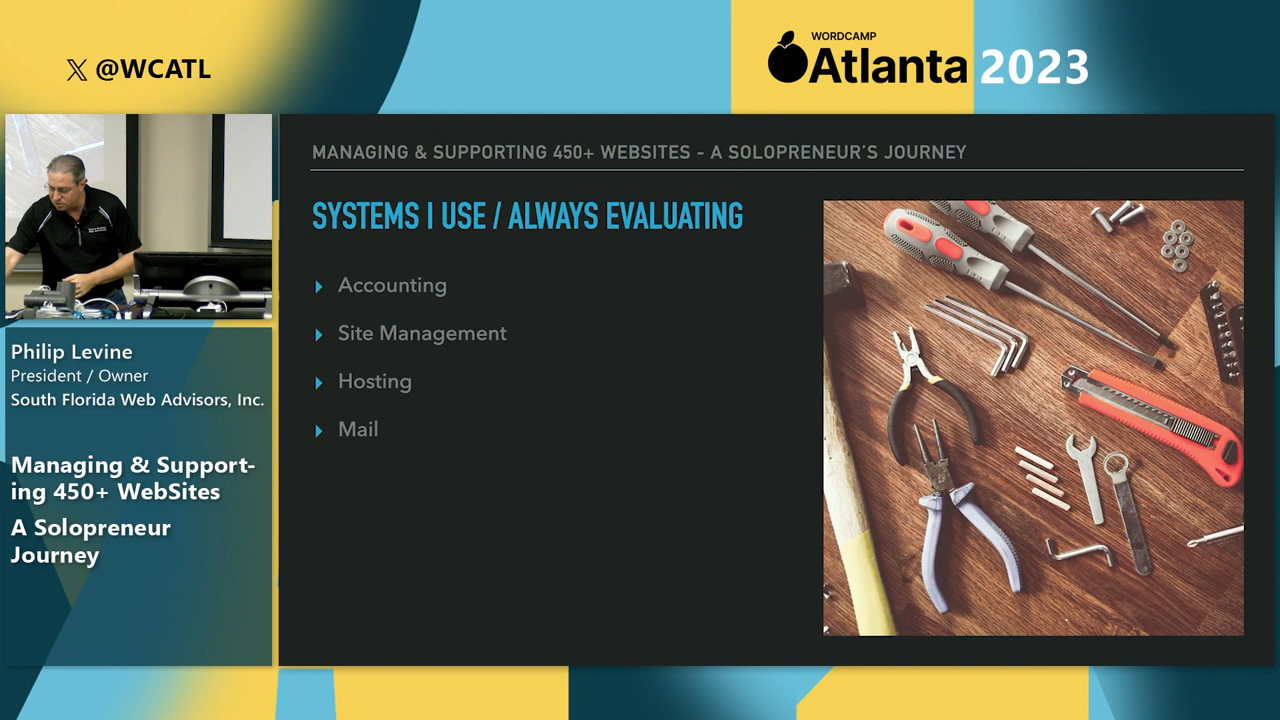 𝕏 @WCATL
WORDCAMP
Atlanta 2023
MANAGING & SUPPORTING 450+ WEBSITES - A SOLOPRENEUR'S JOURNEY
SYSTEMS I USE / ALWAYS EVALUATING
Accounting
Site Management
Hosting
Mail
Philip Levine
President / Owner
South Florida Web Advisors, Inc.
Managing & Support-
ing 450+ WebSites
A Solopreneur
Journey